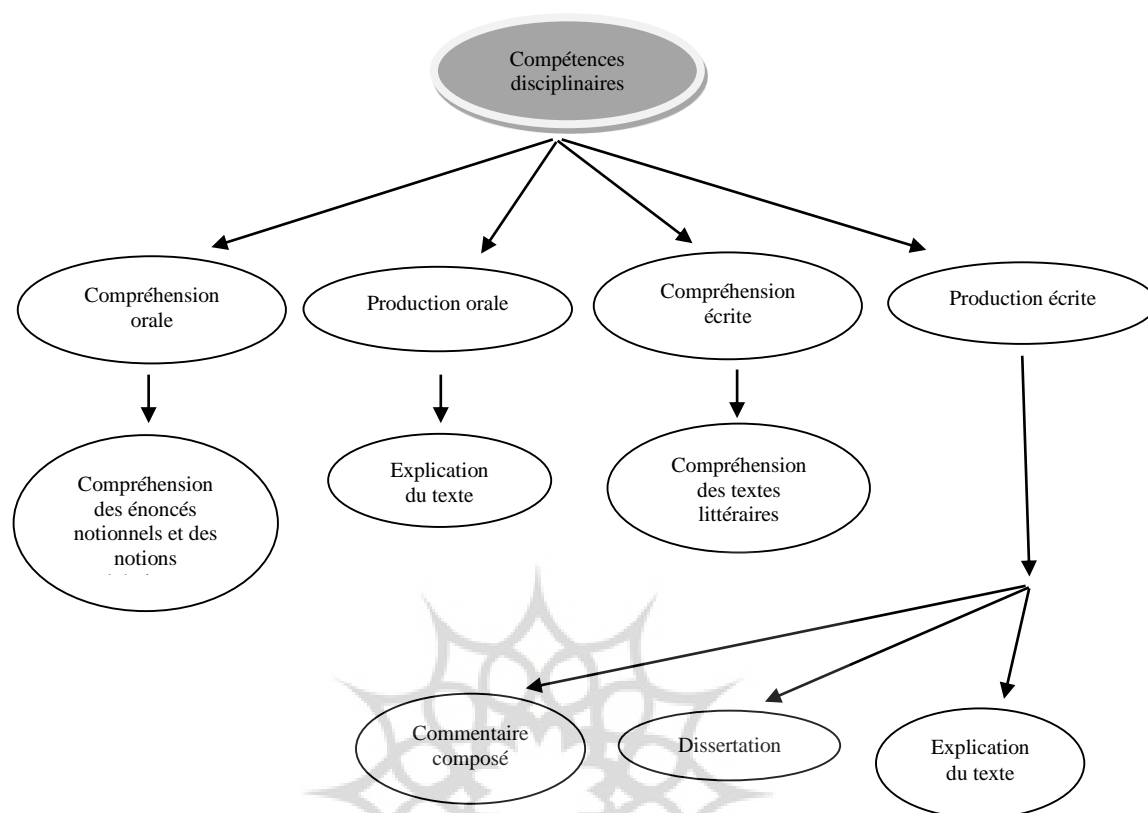 Compétences
disciplinaires
Compréhension
orale
Production orale
Compréhension
écrite
Production écrite
Compréhension
des énoncés
notionnels et des
notions
Explication
du texte
Compréhension
des textes
littéraires
Commentaire
composé
Dissertation
Explication
du texte